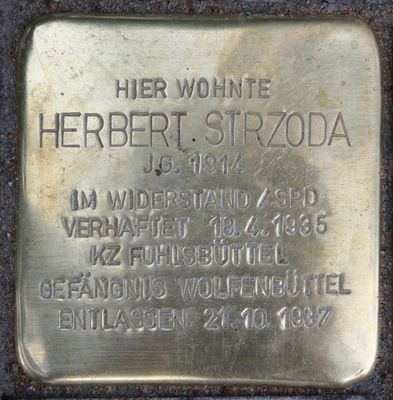 HIER WOHNTE
HERBERT STRZODA
JG. 1914
IM WIDERSTAND / SPD
VERHAFTET 18.4.1935
KZ FUHLSBÜTTEL
GEFÄNGNIS WOLFENBÜTTEL
ENTLASSEN 21.10.1937